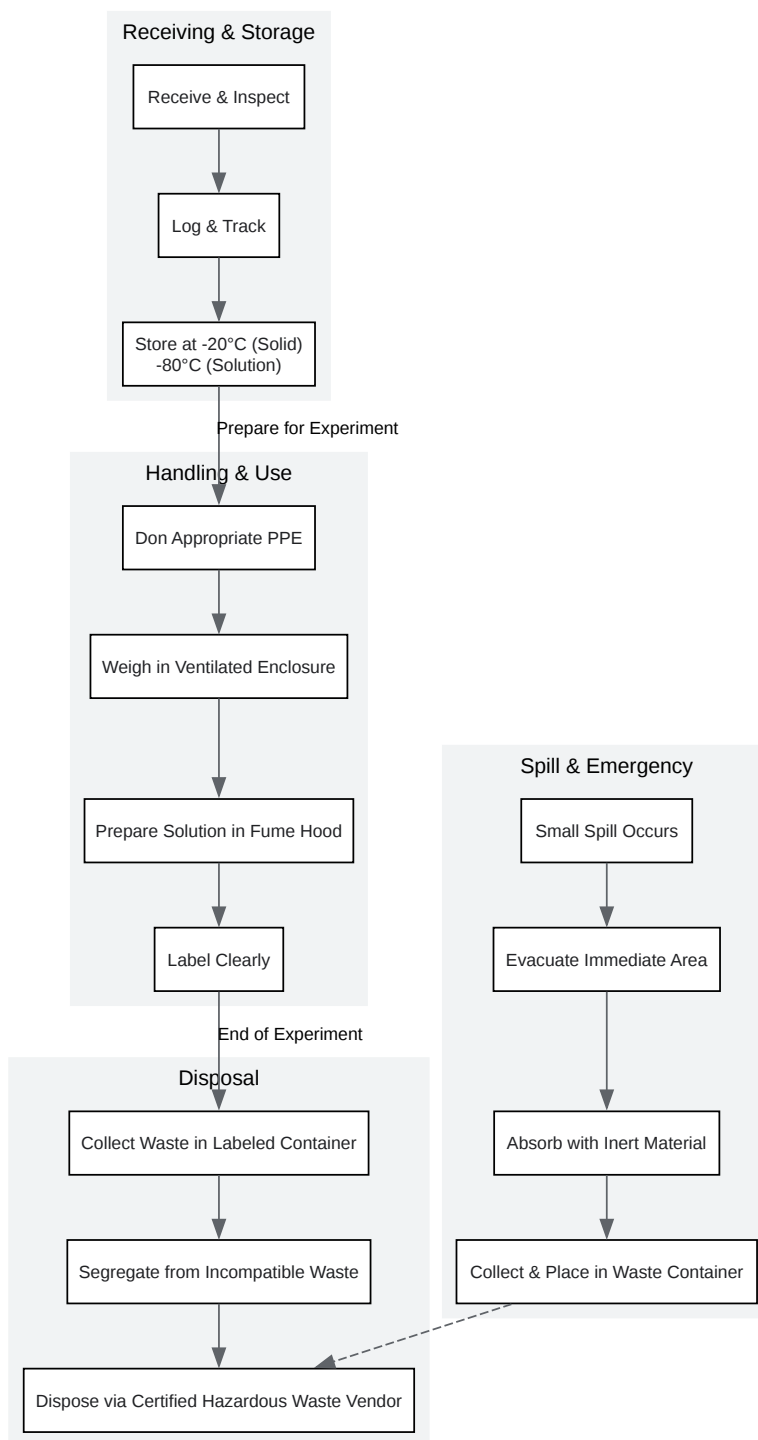 Receiving & Storage
Receive & Inspect
Log & Track
Store at -20°C (Solid)
-80°C (Solution)
Prepare for Experiment
Handling & Use
Don Appropriate PPE
Weigh in Ventilated Enclosure
Prepare Solution in Fume Hood
Label Clearly
End of Experiment
Disposal
Collect Waste in Labeled Container
Segregate from Incompatible Waste
Dispose via Certified Hazardous Waste Vendor
Spill & Emergency
Small Spill Occurs
Evacuate Immediate Area
Absorb with Inert Material
Collect & Place in Waste Container